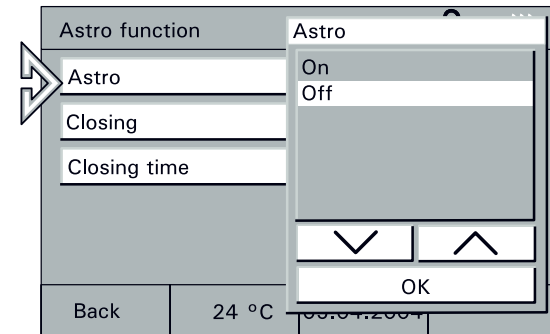 Astro function
Astro
Closing
Closing time
Back
24 °C
Astro
On
Off
OK